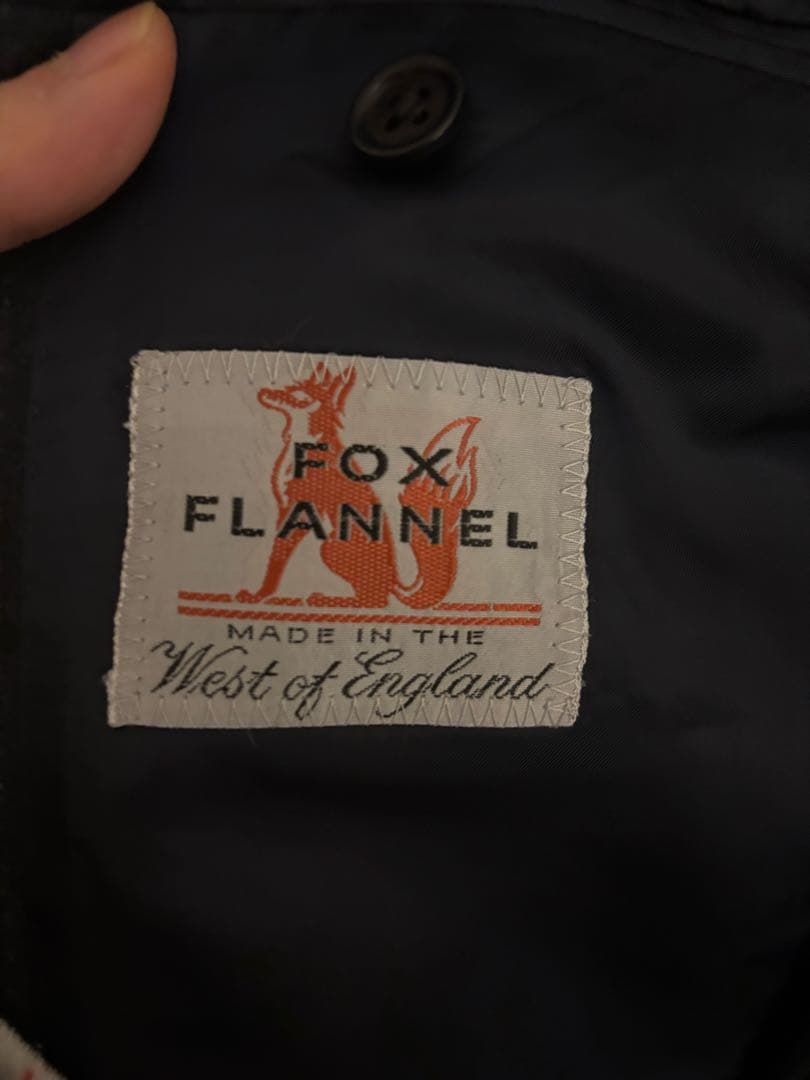 FOX
FLANNEL
MADE IN THE
West of England